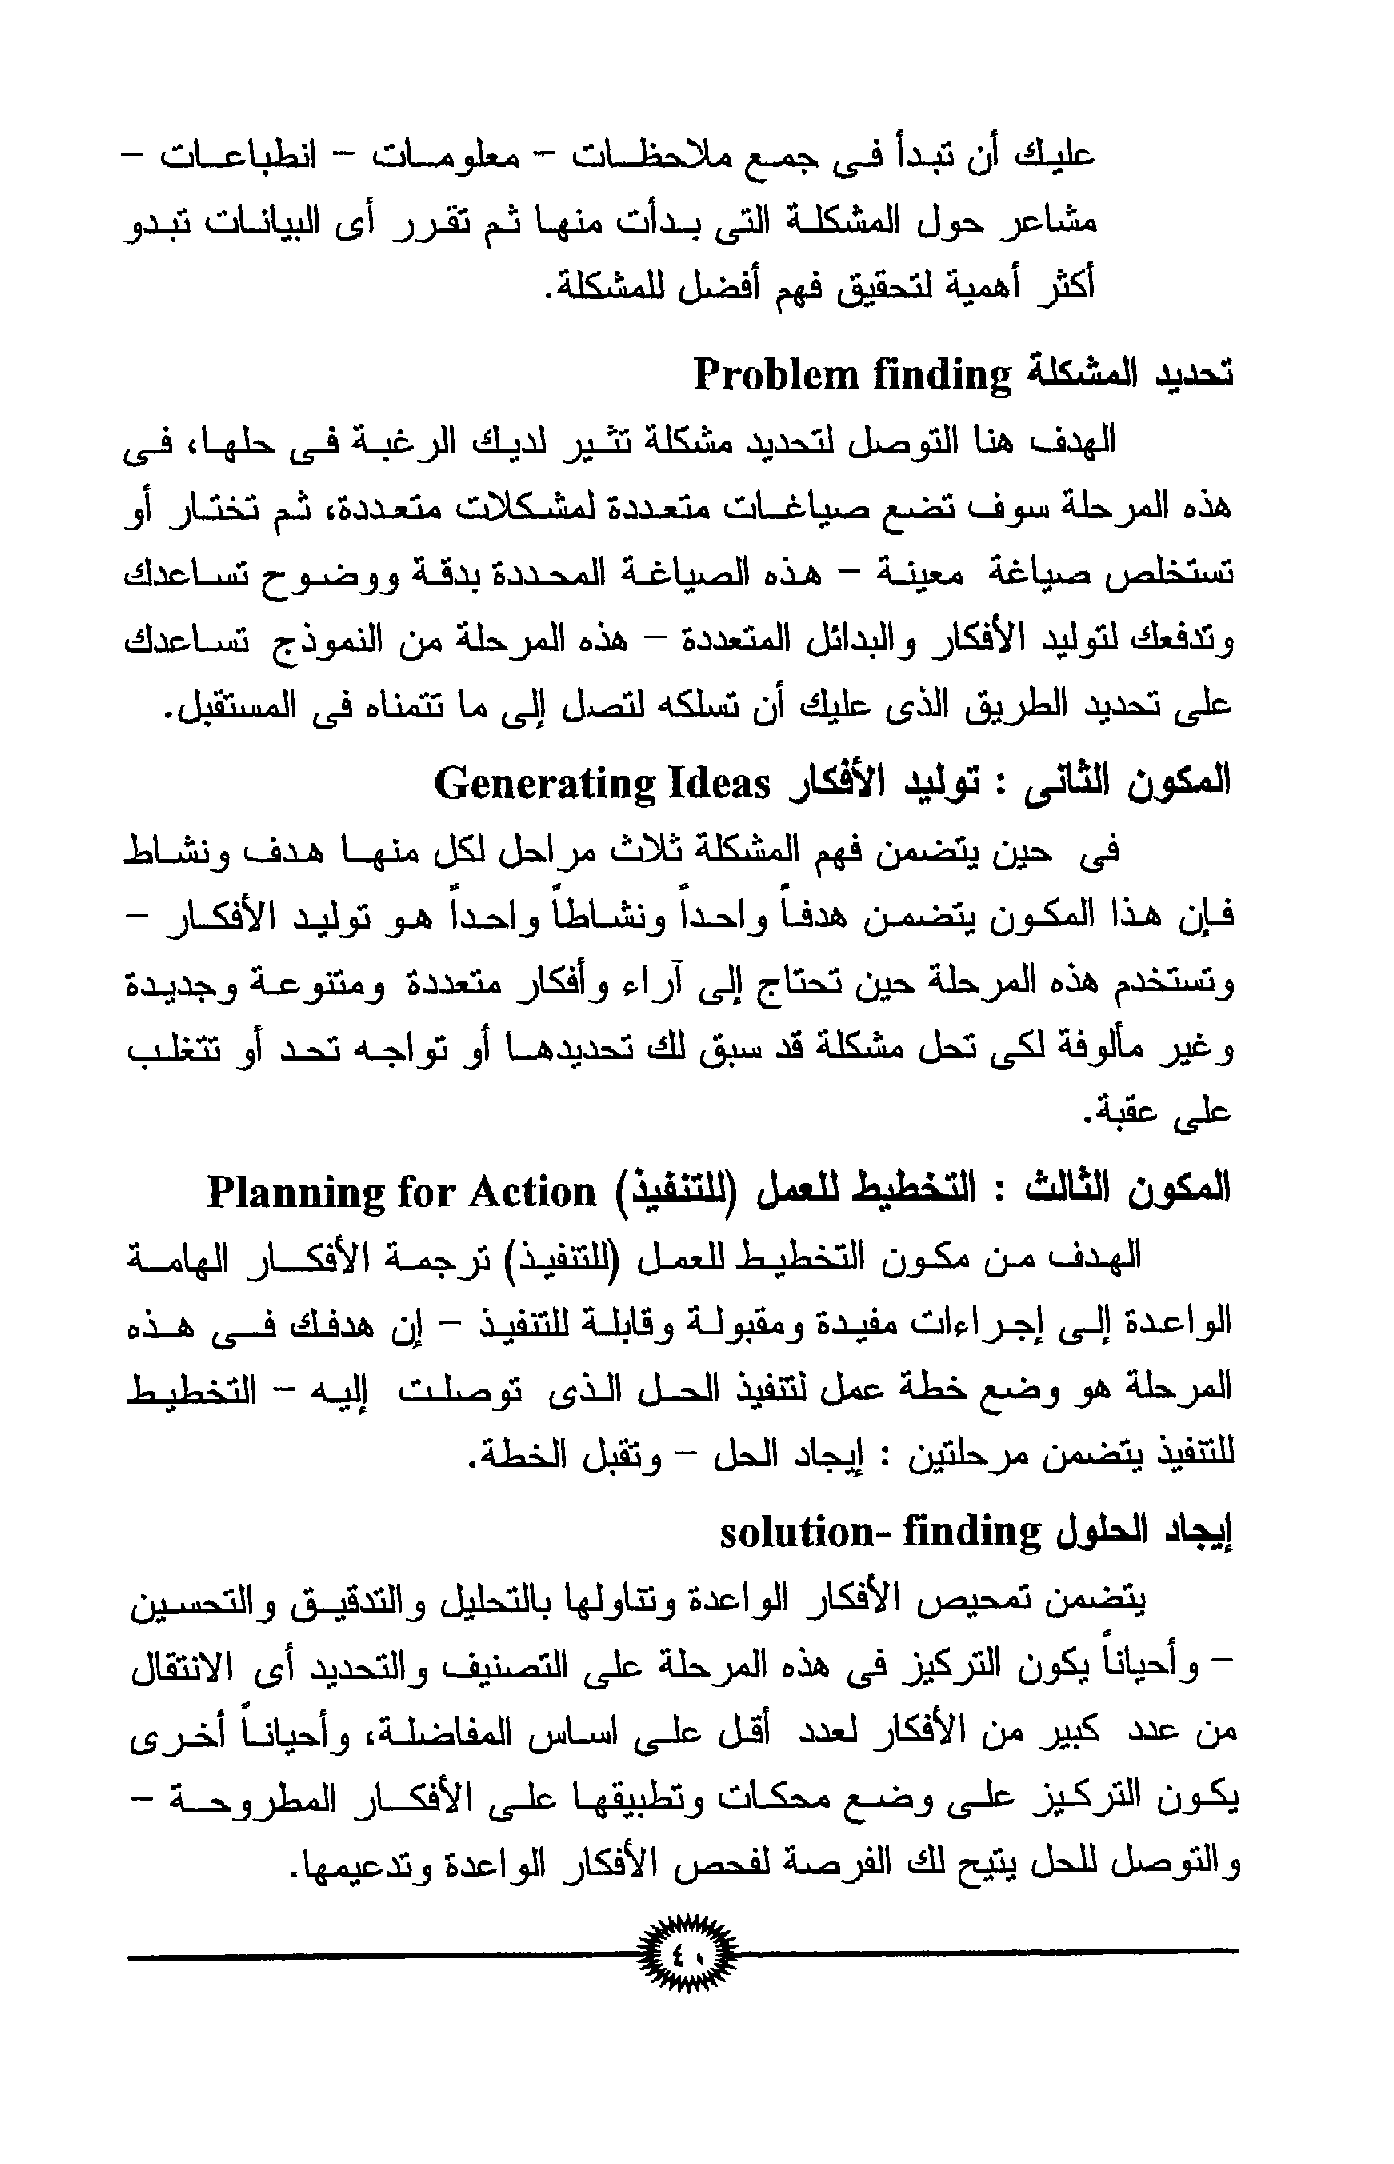 عليك أن تبدأ فى جمع ملاحظات – معلومات – انطباعات –
مشاعر حول المشكلة التى بدأت منها ثم تقرر أى البيانات تبدو
أكثر أهمية لتحقيق فهم أفضل للمشكلة.
تحديد المشكلة Problem finding
الهدف هنا التوصل لتحديد مشكلة تثير لديك الرغبة فى حلها، فى
هذه المرحلة سوف تضع صياغات متعددة لمشكلات متعددة، ثم تختار أو
تستخلص صياغة معينة – هذه الصياغة المحددة بدقة ووضوح تساعدك
وتدفعك لتوليد الأفكار والبدائل المتعددة – هذه المرحلة من النموذج تساعدك
على تحديد الطريق الذى عليك أن تسلكه لتصل إلى ما تتمناه فى المستقبل.
المكون الثانى : توليد الأفكار Generating Ideas
فى حين يتضمن فهم المشكلة ثلاث مراحل لكل منها هدف ونشاط
فإن هذا المكون يتضمن هدفاً واحداً ونشاطاً واحداً وهو توليد الأفكار –
وتستخدم هذه المرحلة حين تحتاج إلى آراء وأفكار متعددة ومتنوعة وجديدة
وغير مألوفة لكى تحل مشكلة قد سبق لك تحديدها أو تواجه تحد أو تتغلب
على عقبة.
المكون الثالث : التخطيط للعمل (للتنفيذ) Planning for Action
الهدف من مكون التخطيط للعمل (للتنفيذ) ترجمة الأفكار الهامة
الواعدة إلى إجراءات مفيدة ومقبولة وقابلة للتنفيذ – إن هدفك فى هذه
المرحلة هو وضع خطة عمل لتنفيذ الحل الذى توصلت إليه – التخطيط
للتنفيذ يتضمن مرحلتين : إيجاد الحل – وتقبل الخطة.
إيجاد الحلول solution- finding
يتضمن تمحيص الأفكار الواعدة وتناولها بالتحليل والتدقيق والتحسين
– وأحياناً يكون التركيز فى هذه المرحلة على التصنيف والتحديد أى الانتقال
من عدد كبير من الأفكار لعدد أقل على اساس المفاضلة، وأحياناً أخرى
يكون التركيز على وضع محكات وتطبيقها على الأفكار المطروحة –
والتوصل للحل يتيح لك الفرصة لفحص الأفكار الواعدة وتدعيمها.
٤٠